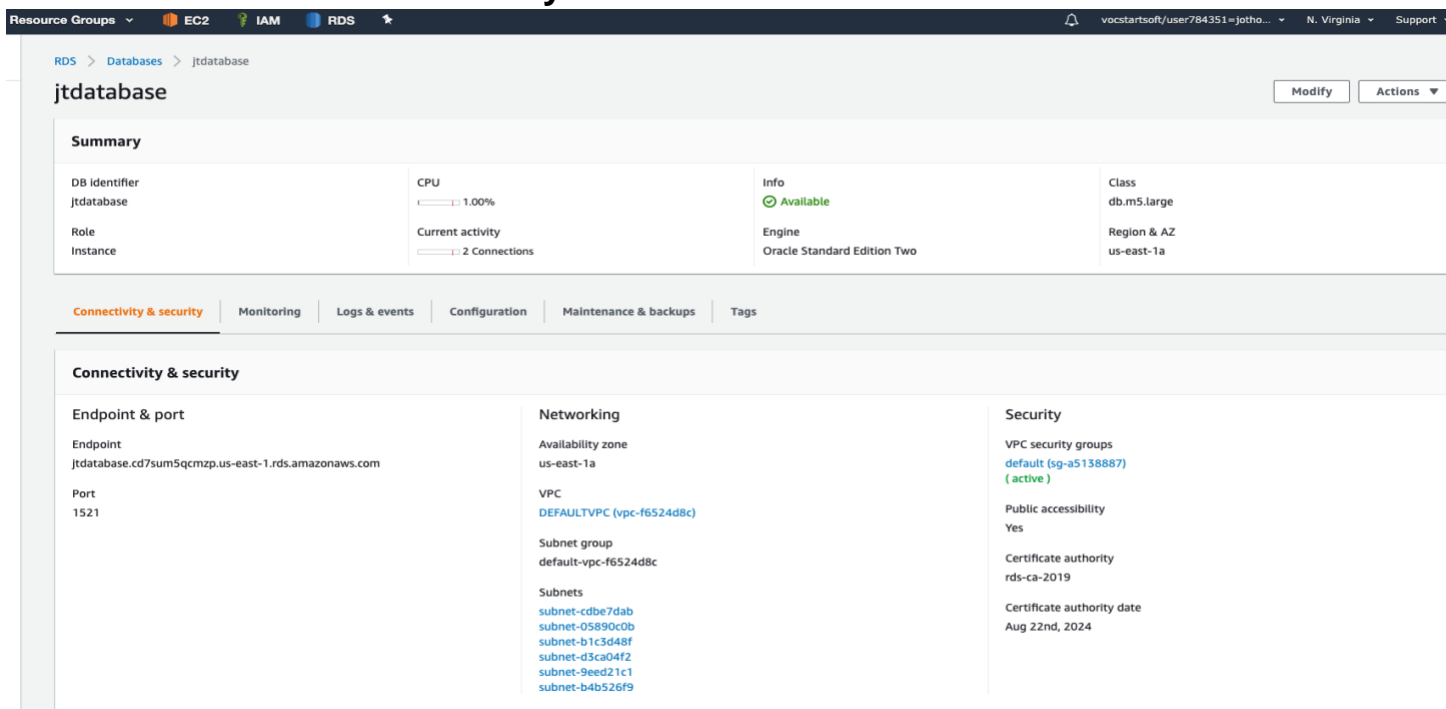 Resource Groups EC2 IAM RDS vocstartsoft/user784351=jotho... N. Virginia Support
RDS > Databases > jtdatabase
jtdatabase
Modify Actions
Summary
DB identifier CPU Info Class
jtdatabase 1.00% Available db.m5.large
Role Current activity Engine Region & AZ
Instance 2 Connections Oracle Standard Edition Two us-east-1a
Connectivity & security Monitoring Logs & events Configuration Maintenance & backups Tags
Connectivity & security
Endpoint & port
Endpoint
jtdatabase.cd7sum5qcmzp.us-east-1.rds.amazonaws.com
Port
1521
Networking
Availability zone
us-east-1a
VPC
DEFAULTVPC (vpc-f6524d8c)
Subnet group
default-vpc-f6524d8c
Subnets
subnet-cdbe7dab
subnet-05890c0b
subnet-b1c3d48f
subnet-d3ca04f2
subnet-9eed21c1
subnet-b4b526f9
Security
VPC security groups
default (sg-a5138887)
( active )
Public accessibility
Yes
Certificate authority
rds-ca-2019
Certificate authority date
Aug 22nd, 2024